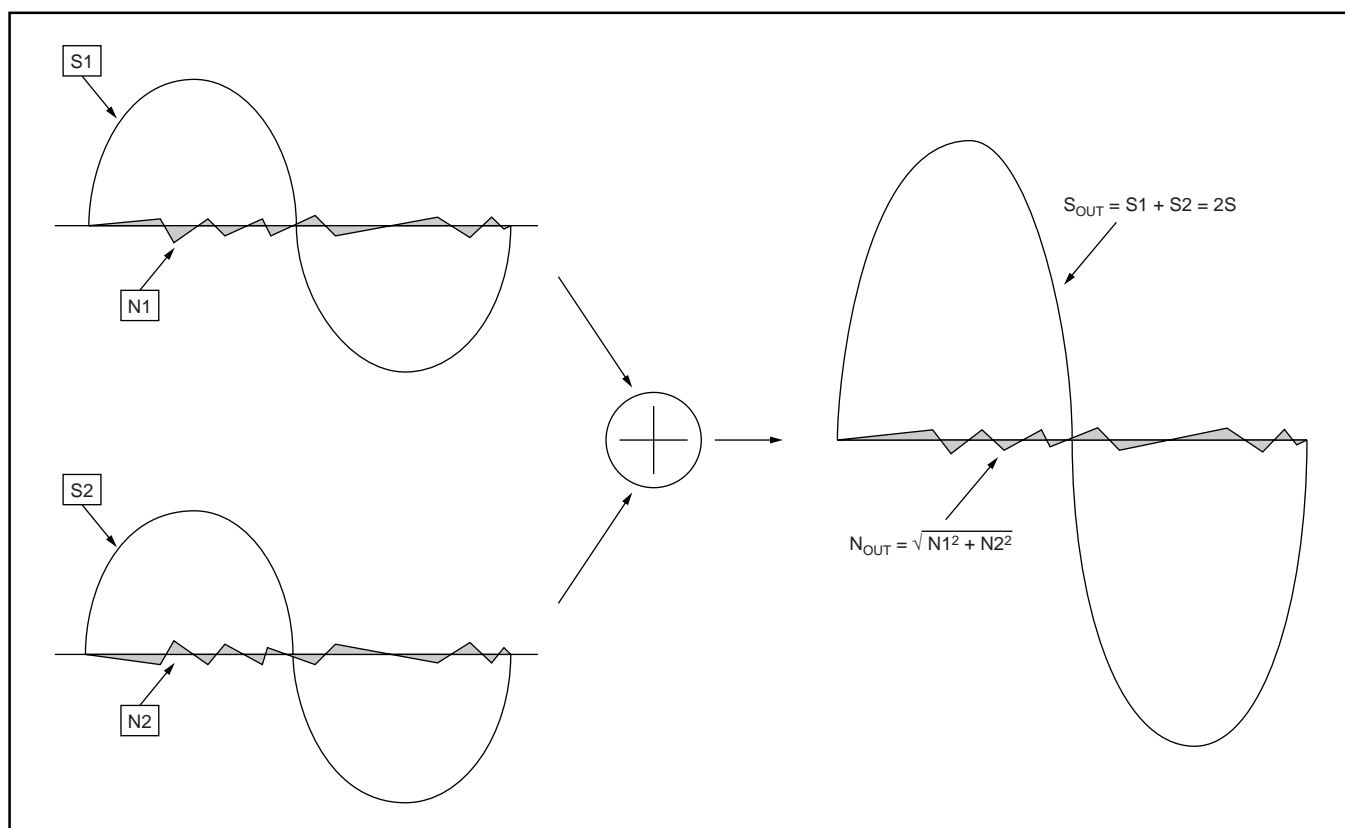 S1
N1
S2
N2
S_OUT = S1 + S2 = 2S
N_OUT = √N1² + N2²